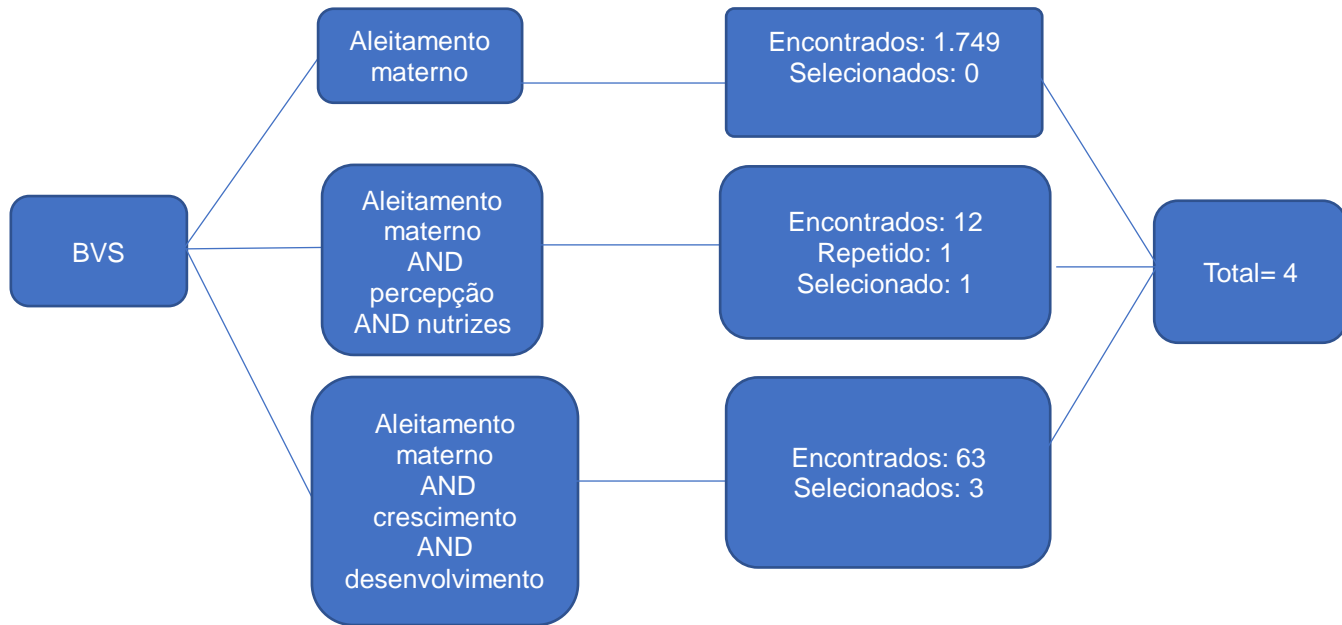 BVS
Aleitamento
materno
Encontrados: 1.749
Selecionados: 0
Aleitamento
materno
AND
percepção
AND nutrizes
Encontrados: 12
Repetido: 1
Selecionado: 1
Aleitamento
materno
AND
crescimento
AND
desenvolvimento
Encontrados: 63
Selecionados: 3
Total= 4